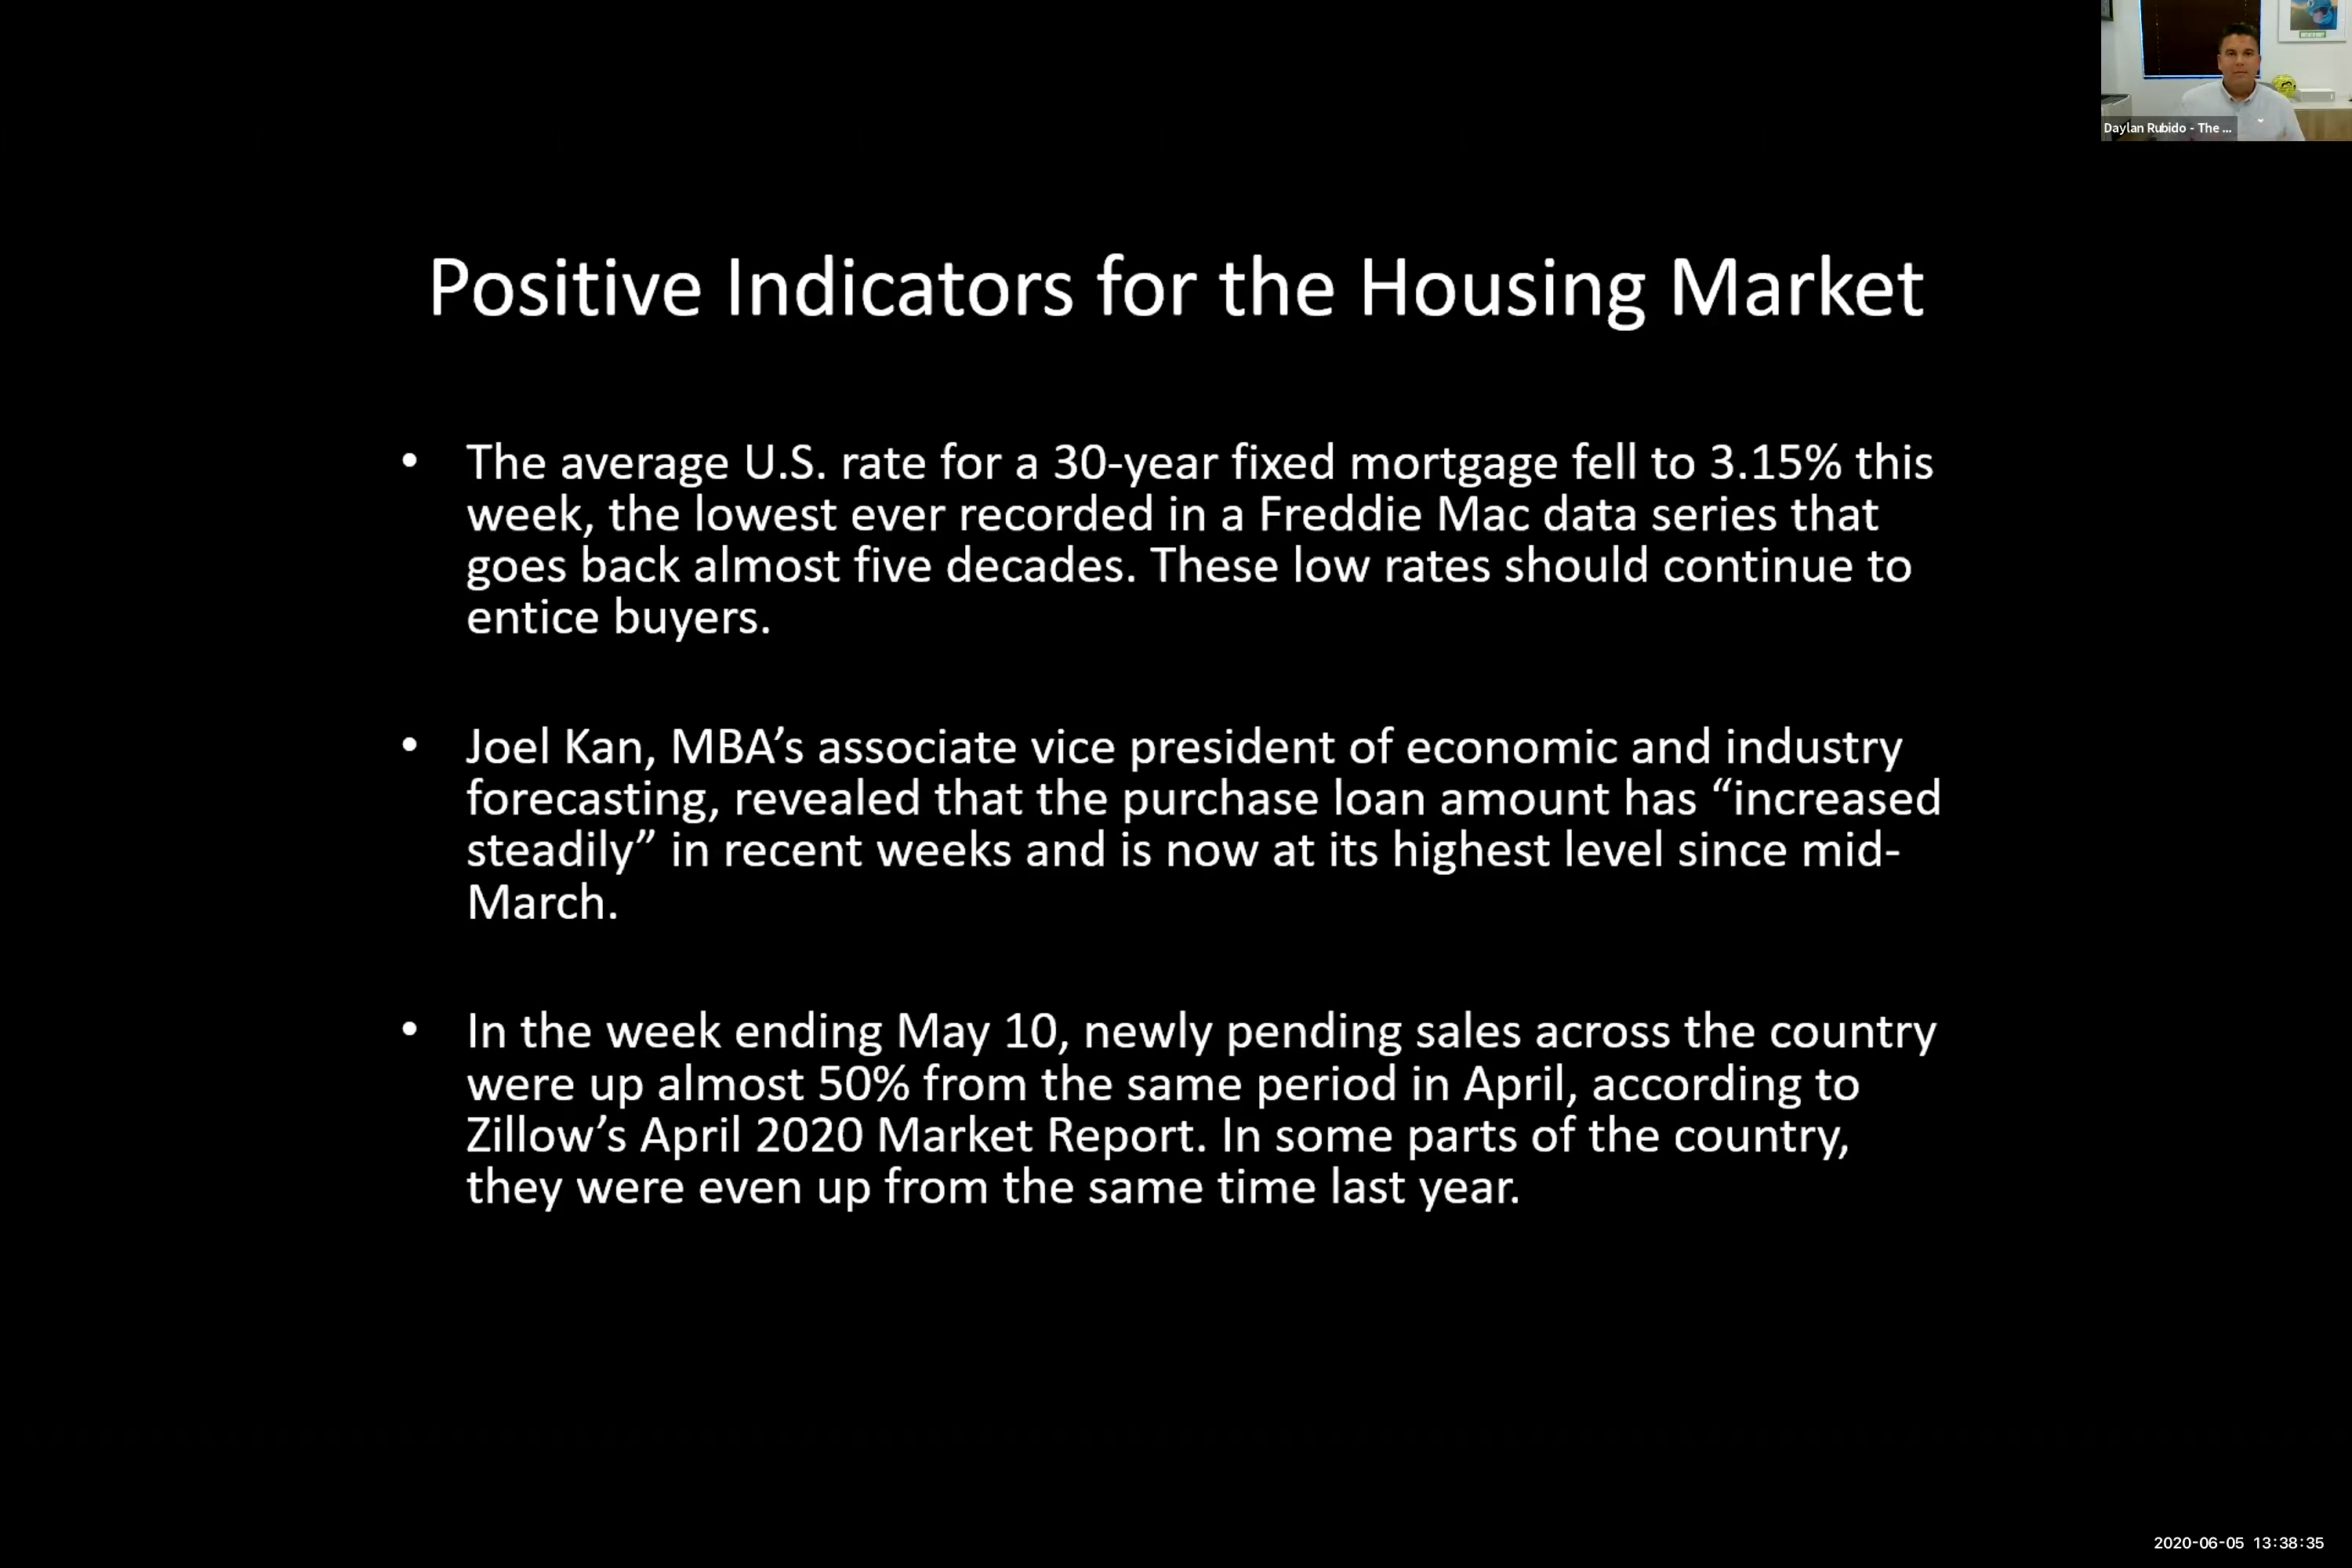 Daylan Rubido - The ...
Positive Indicators for the Housing Market
• The average U.S. rate for a 30-year fixed mortgage fell to 3.15% this
week, the lowest ever recorded in a Freddie Mac data series that
goes back almost five decades. These low rates should continue to
entice buyers.
• Joel Kan, MBA’s associate vice president of economic and industry
forecasting, revealed that the purchase loan amount has “increased
steadily” in recent weeks and is now at its highest level since mid-
March.
• In the week ending May 10, newly pending sales across the country
were up almost 50% from the same period in April, according to
Zillow’s April 2020 Market Report. In some parts of the country,
they were even up from the same time last year.
2020-06-05 13:38:35